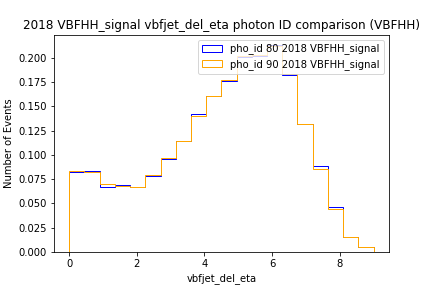 2018 VBFHH_signal vbfjet_del_eta photon ID comparison (VBFHH)
pho_id 80 2018 VBFHH_signal
pho_id 90 2018 VBFHH_signal
Number of Events
0.200
0.175
0.150
0.125
0.100
0.075
0.050
0.025
0.000
0 2 4 6 8
vbfjet_del_eta